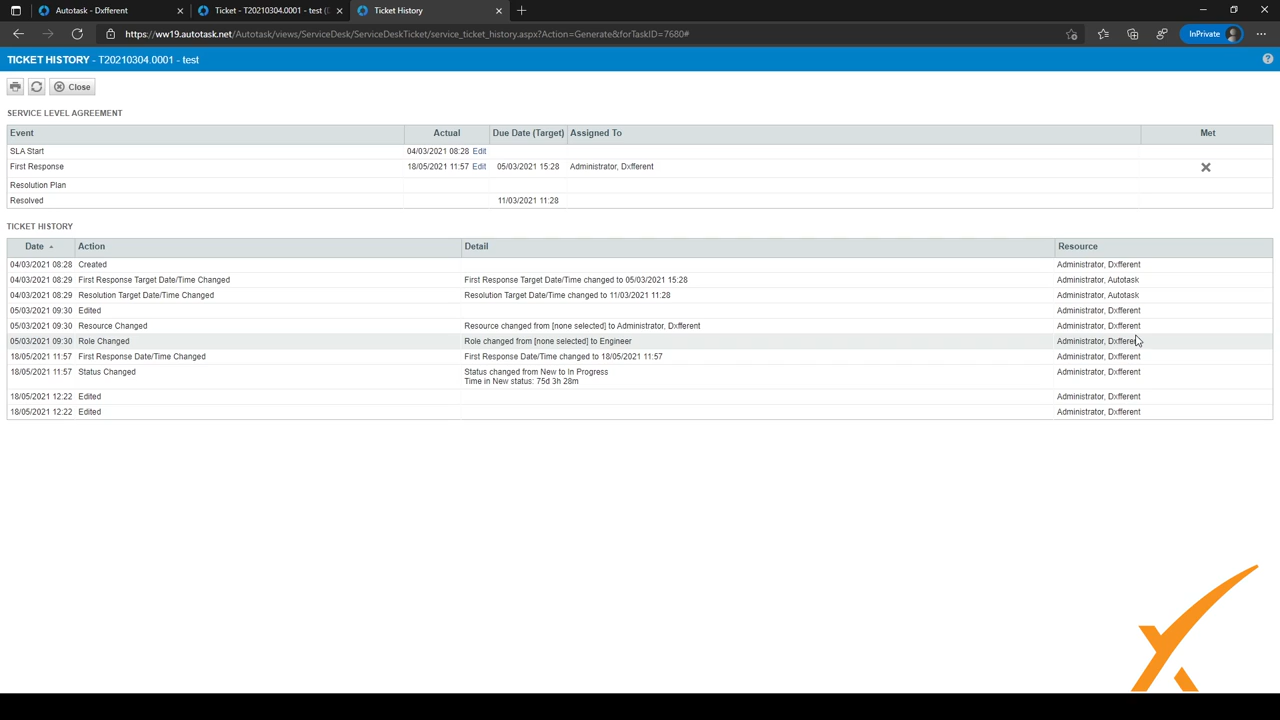 Autotask - Dxfferent
Ticket - T20210304.0001 - test (D
Ticket History
https://ww19.autotask.net/Autotask/views/ServiceDesk/ServiceDeskTicket/service_ticket_history.aspx?Action=Generate&forTaskID=7680#
InPrivate
TICKET HISTORY - T20210304.0001 - test
Close
SERVICE LEVEL AGREEMENT
Event Actual Due Date (Target) Assigned To Met
SLA Start 04/03/2021 08:28 Edit
First Response 18/05/2021 11:57 Edit 05/03/2021 15:28 Administrator, Dxfferent
Resolution Plan
Resolved 11/03/2021 11:28
TICKET HISTORY
Date Action Detail Resource
04/03/2021 08:28 Created Administrator, Dxfferent
04/03/2021 08:29 First Response Target Date/Time Changed First Response Target Date/Time changed to 05/03/2021 15:28 Administrator, Autotask
04/03/2021 08:29 Resolution Target Date/Time Changed Resolution Target Date/Time changed to 11/03/2021 11:28 Administrator, Autotask
05/03/2021 09:30 Edited Administrator, Dxfferent
05/03/2021 09:30 Resource Changed Resource changed from [none selected] to Administrator, Dxfferent Administrator, Dxfferent
05/03/2021 09:30 Role Changed Role changed from [none selected] to Engineer Administrator, Dxfferent
18/05/2021 11:57 First Response Date/Time Changed First Response Date/Time changed to 18/05/2021 11:57 Administrator, Dxfferent
18/05/2021 11:57 Status Changed Status changed from New to In Progress Administrator, Dxfferent
Time in New status: 75d 3h 28m
18/05/2021 12:22 Edited Administrator, Dxfferent
18/05/2021 12:22 Edited Administrator, Dxfferent